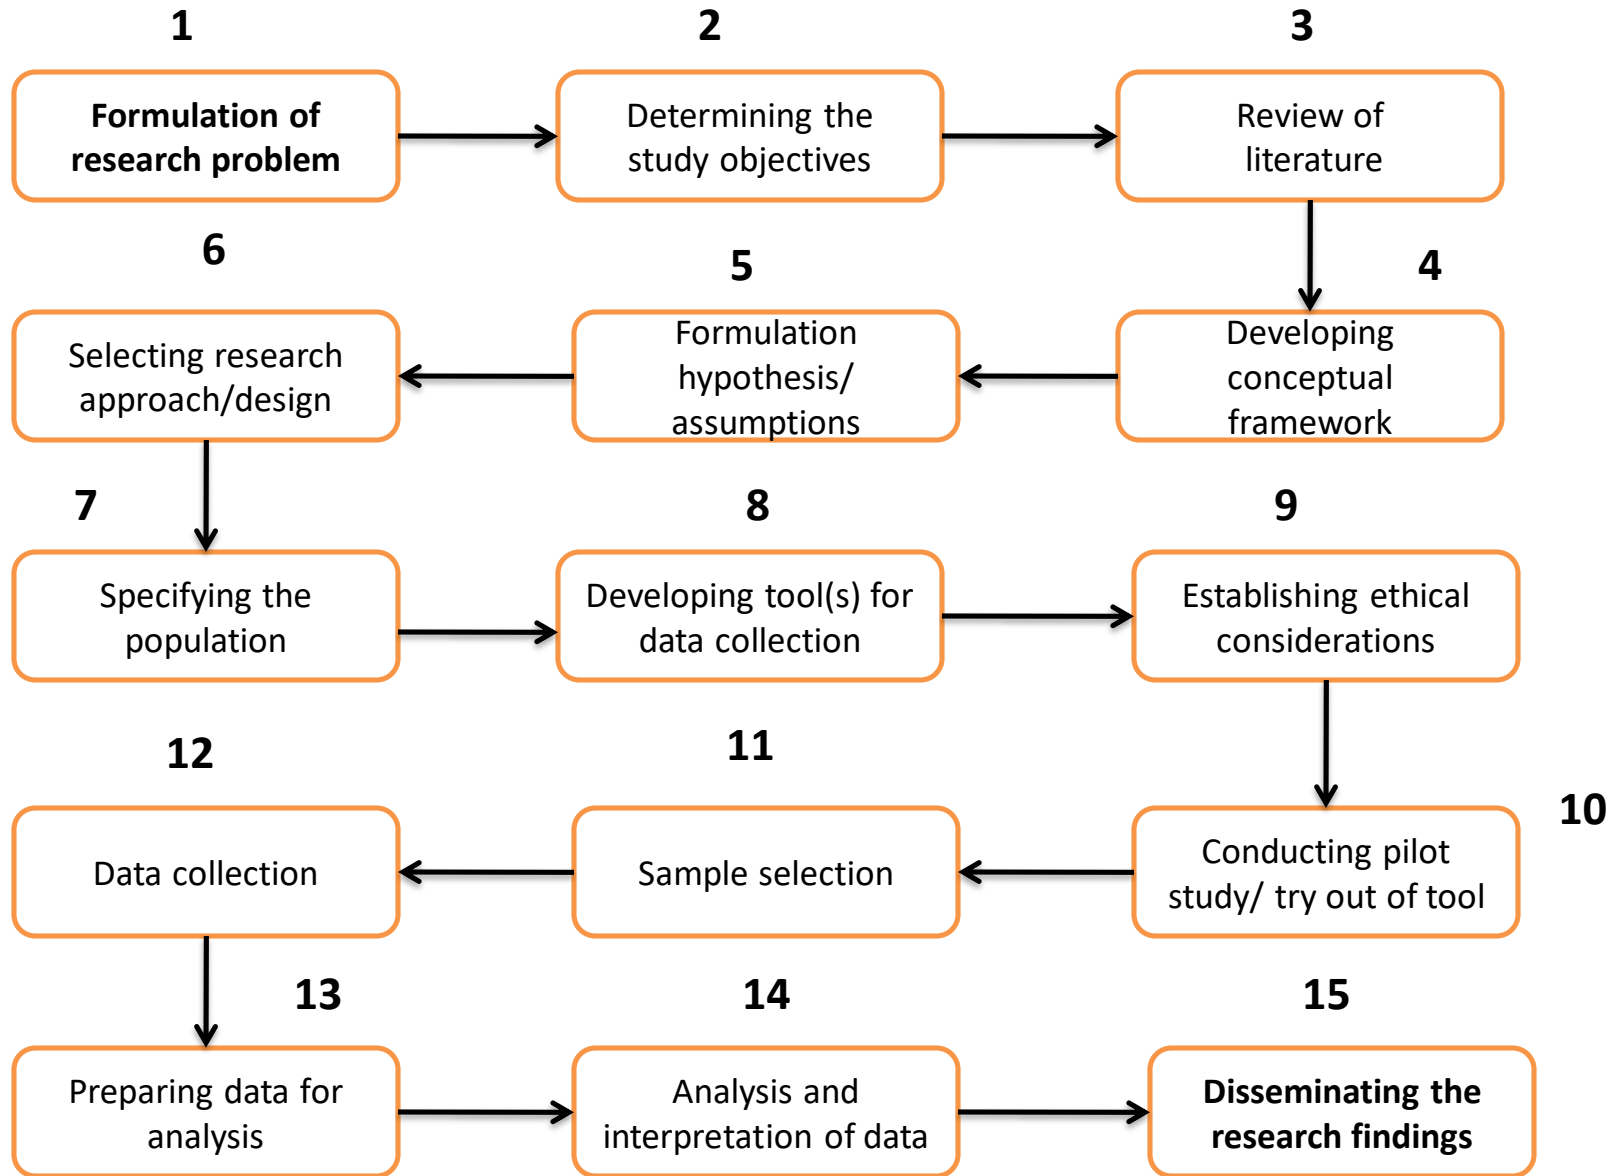 1
Formulation of
research problem
2
Determining the
study objectives
3
Review of
literature
4
Developing
conceptual
framework
5
Formulation
hypothesis/
assumptions
6
Selecting research
approach/design
7
Specifying the
population
8
Developing tool(s) for
data collection
9
Establishing ethical
considerations
10
Conducting pilot
study/ try out of tool
11
Sample selection
12
Data collection
13
Preparing data for
analysis
14
Analysis and
interpretation of data
15
Disseminating the
research findings